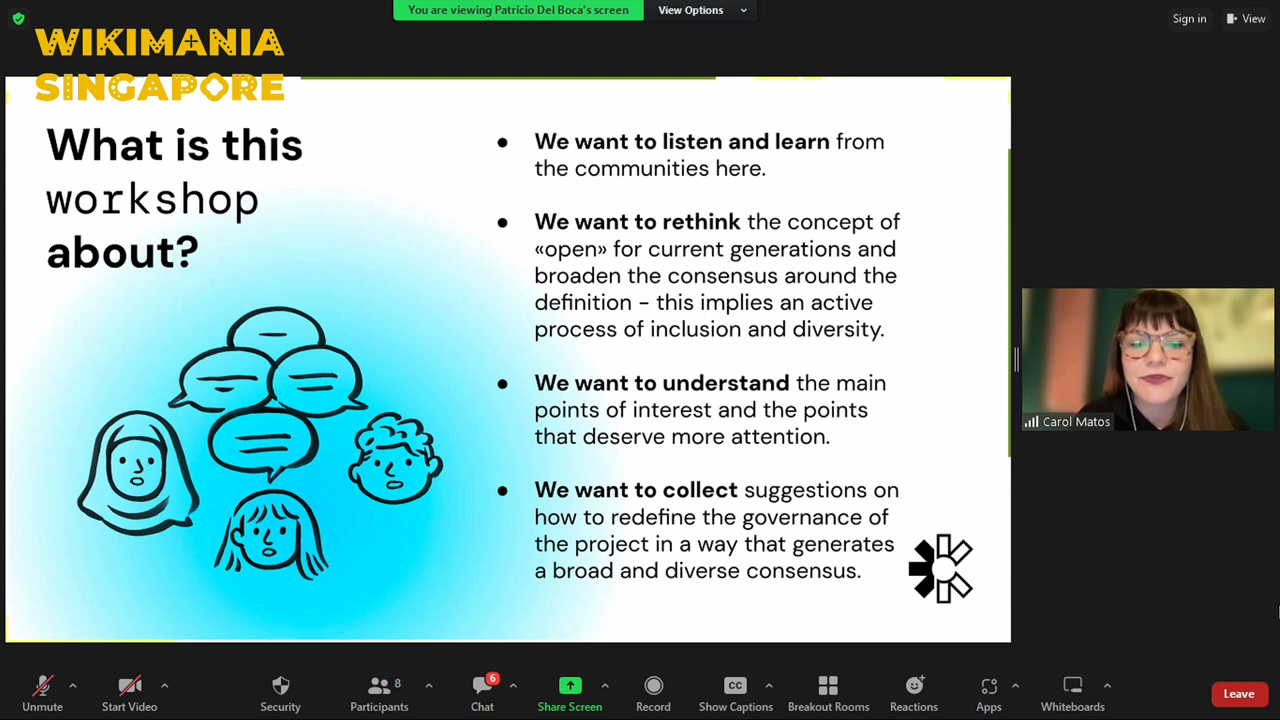 You are viewing Patricio Del Boca's screen
View Options
Sign in
View
WIKIMANIA
SINGAPORE
What is this
workshop
about?
• We want to listen and learn from
the communities here.
• We want to rethink the concept of
«open» for current generations and
broaden the consensus around the
definition - this implies an active
process of inclusion and diversity.
• We want to understand the main
points of interest and the points
that deserve more attention.
• We want to collect suggestions on
how to redefine the governance of
the project in a way that generates
a broad and diverse consensus.
Carol Matos
Unmute
Start Video
Security
Participants
8
Chat
6
Share Screen
Record
CC
Show Captions
Breakout Rooms
Reactions
Apps
Whiteboards
Leave